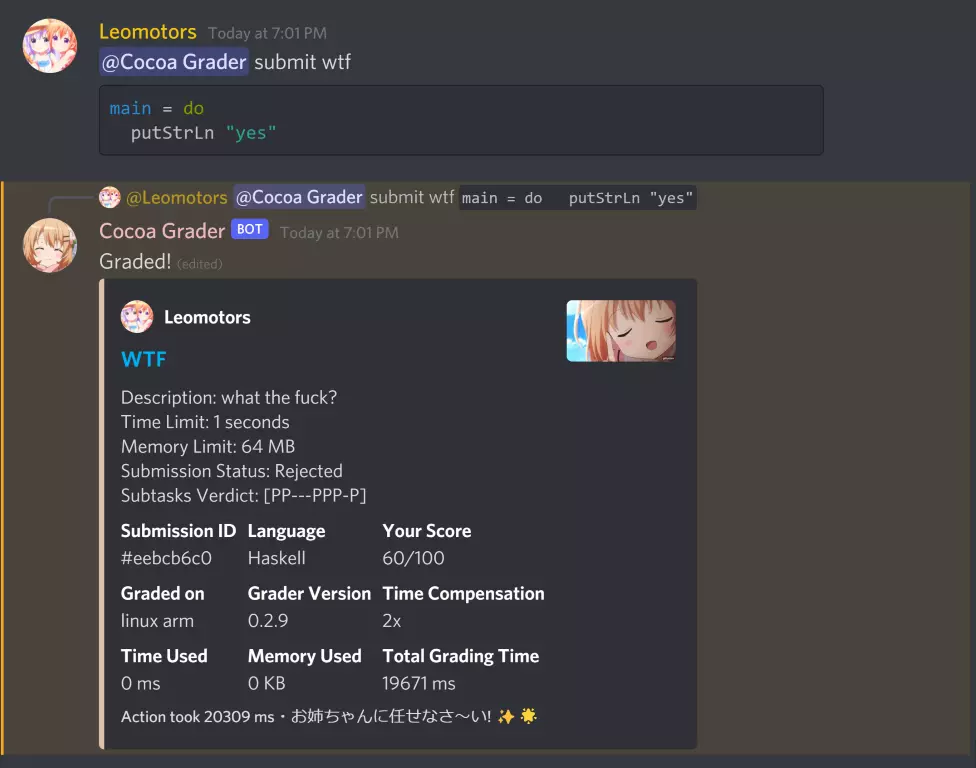 Leomotors Today at 7:01 PM
@Cocoa Grader submit wtf
main = do
  putStrLn "yes"
@Leomotors @Cocoa Grader submit wtf main = do   putStrLn "yes"
Cocoa Grader BOT Today at 7:01 PM
Graded! (edited)
Leomotors
WTF
Description: what the fuck?
Time Limit: 1 seconds
Memory Limit: 64 MB
Submission Status: Rejected
Subtasks Verdict: [PP---PPP-P]
Submission ID Language Your Score
#eebcb6c0 Haskell 60/100
Graded on Grader Version Time Compensation
linux arm 0.2.9 2x
Time Used Memory Used Total Grading Time
0 ms 0 KB 19671 ms
Action took 20309 ms・お姉ちゃんに任せなさ〜い! ✨ 🌟